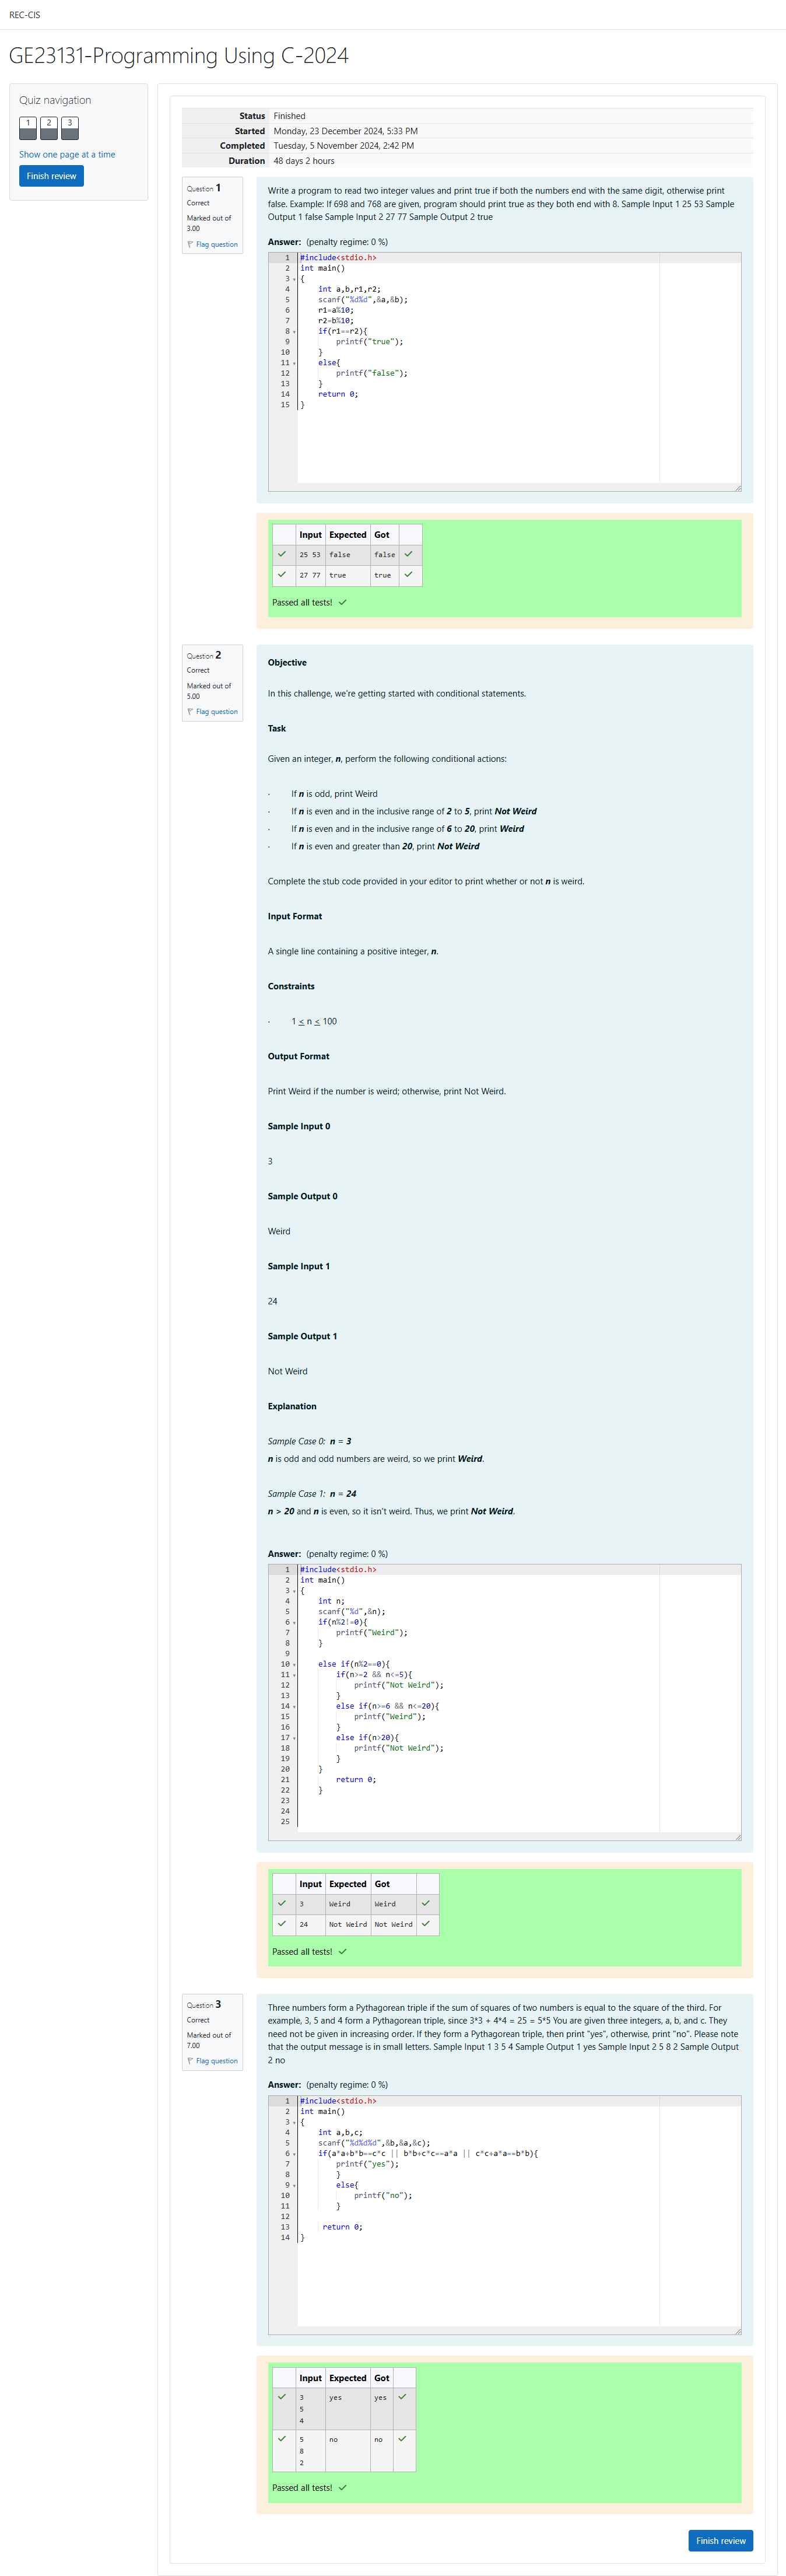 REC-CIS
GE23131-Programming Using C-2024
Quiz navigation
1 2 3
Show one page at a time
Finish review
Status Finished
Started Monday, 23 December 2024, 5:33 PM
Completed Tuesday, 5 November 2024, 2:42 PM
Duration 48 days 2 hours
Question 1
Correct
Marked out of
3.00
Flag question
Write a program to read two integer values and print true if both the numbers end with the same digit, otherwise print
false. Example: If 698 and 768 are given, program should print true as they both end with 8. Sample Input 1 25 53 Sample
Output 1 false Sample Input 2 27 77 Sample Output 2 true
Answer: (penalty regime: 0 %)
1 #include<stdio.h>
2 int main()
3 {
4 int a,b,r1,r2;
5 scanf("%d%d",&a,&b);
6 r1=a%10;
7 r2=b%10;
8 if(r1==r2){
9 printf("true");
10 }
11 else{
12 printf("false");
13 }
14 return 0;
15 }
Input Expected Got
25 53 false false
27 77 true true
Passed all tests!
Question 2
Correct
Marked out of
5.00
Flag question
Objective
In this challenge, we're getting started with conditional statements.
Task
Given an integer, n, perform the following conditional actions:
· If n is odd, print Weird
· If n is even and in the inclusive range of 2 to 5, print Not Weird
· If n is even and in the inclusive range of 6 to 20, print Weird
· If n is even and greater than 20, print Not Weird
Complete the stub code provided in your editor to print whether or not n is weird.
Input Format
A single line containing a positive integer, n.
Constraints
· 1 < n < 100
Output Format
Print Weird if the number is weird; otherwise, print Not Weird.
Sample Input 0
3
Sample Output 0
Weird
Sample Input 1
24
Sample Output 1
Not Weird
Explanation
Sample Case 0: n = 3
n is odd and odd numbers are weird, so we print Weird.
Sample Case 1: n = 24
n > 20 and n is even, so it isn't weird. Thus, we print Not Weird.
Answer: (penalty regime: 0 %)
1 #include<stdio.h>
2 int main()
3 {
4 int n;
5 scanf("%d",&n);
6 if(n%2!=0){
7 printf("Weird");
8 }
9
10 else if(n%2==0){
11 if(n>=2 && n<=5){
12 printf("Not Weird");
13 }
14 else if(n>=6 && n<=20){
15 printf("Weird");
16 }
17 else if(n>20){
18 printf("Not Weird");
19 }
20 }
21 return 0;
22 }
23
24
25
Input Expected Got
3 Weird Weird
24 Not Weird Not Weird
Passed all tests!
Question 3
Correct
Marked out of
7.00
Flag question
Three numbers form a Pythagorean triple if the sum of squares of two numbers is equal to the square of the third. For
example, 3, 5 and 4 form a Pythagorean triple, since 3*3 + 4*4 = 25 = 5*5 You are given three integers, a, b, and c. They
need not be given in increasing order. If they form a Pythagorean triple, then print "yes", otherwise, print "no". Please note
that the output message is in small letters. Sample Input 1 3 5 4 Sample Output 1 yes Sample Input 2 5 8 2 Sample Output
2 no
Answer: (penalty regime: 0 %)
1 #include<stdio.h>
2 int main()
3 {
4 int a,b,c;
5 scanf("%d%d%d",&b,&a,&c);
6 if(a*a+b*b==c*c || b*b+c*c==a*a || c*c+a*a==b*b){
7 printf("yes");
8 }
9 else{
10 printf("no");
11 }
12
13 return 0;
14 }
Input Expected Got
3 yes yes
5
4
5 no no
8
2
Passed all tests!
Finish review